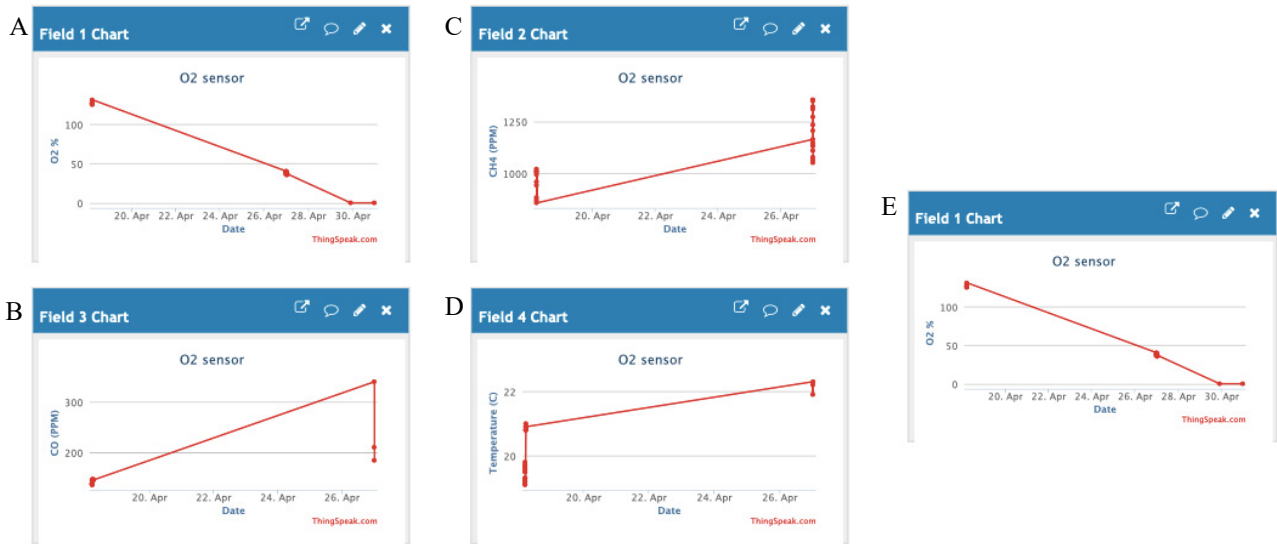 A
Field 1 Chart
O2 sensor
O2 %
100
50
0
20. Apr 22. Apr 24. Apr 26. Apr 28. Apr 30. Apr
Date
ThingSpeak.com
C
Field 2 Chart
O2 sensor
CH4 (PPM)
1250
1000
20. Apr 22. Apr 24. Apr 26. Apr
Date
ThingSpeak.com
B
Field 3 Chart
O2 sensor
CO (PPM)
300
200
20. Apr 22. Apr 24. Apr 26. Apr
Date
ThingSpeak.com
D
Field 4 Chart
O2 sensor
Temperature (C)
22
20
20. Apr 22. Apr 24. Apr 26. Apr
Date
ThingSpeak.com
E
Field 1 Chart
O2 sensor
O2 %
100
50
0
20. Apr 22. Apr 24. Apr 26. Apr 28. Apr 30. Apr
Date
ThingSpeak.com